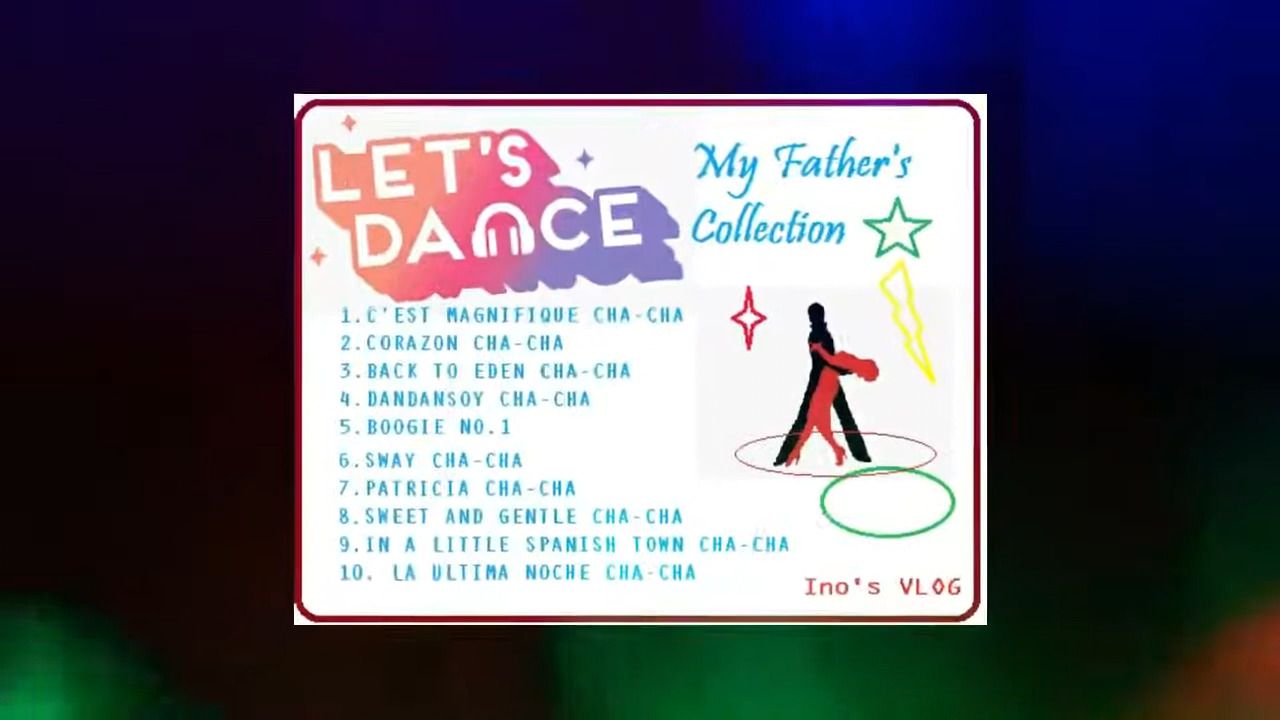 LET'S
DANCE
My Father's
Collection
1.C'EST MAGNIFIQUE CHA-CHA
2.CORAZON CHA-CHA
3.BACK TO EDEN CHA-CHA
4.DANDANSOY CHA-CHA
5.BOOGIE NO.1
6.SWAY CHA-CHA
7.PATRICIA CHA-CHA
8.SWEET AND GENTLE CHA-CHA
9.IN A LITTLE SPANISH TOWN CHA-CHA
10. LA ULTIMA NOCHE CHA-CHA
Ino's VLOG